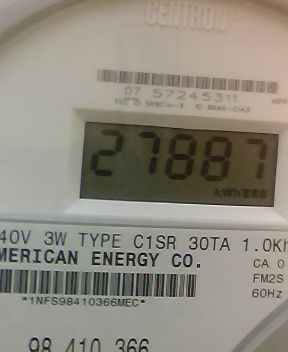 CENTRON
07 57245311
27887
kWh
40V 3W TYPE C1SR 30TA 1.0Kh
MERICAN ENERGY CO.
CA 0
FM2S
60Hz
*1NFS98410366MEC*
98 410 366